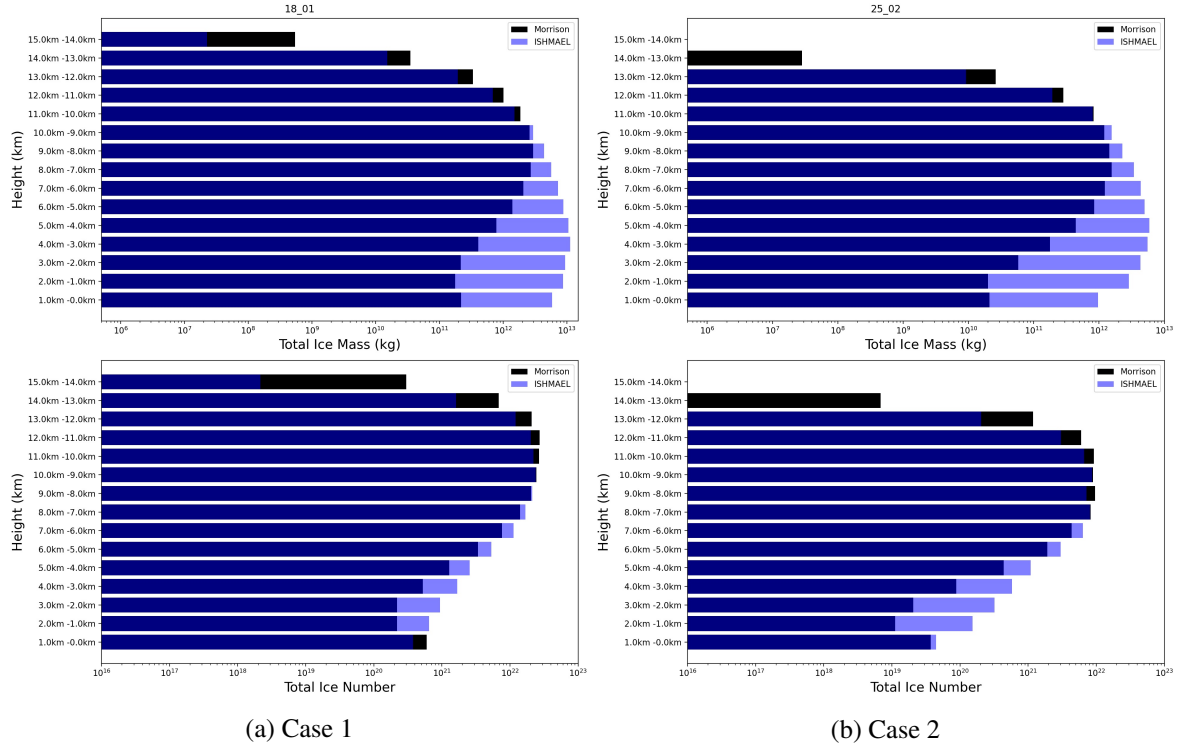 18_01
Height (km)
15.0km -14.0km
14.0km -13.0km
13.0km -12.0km
12.0km -11.0km
11.0km -10.0km
10.0km -9.0km
9.0km -8.0km
8.0km -7.0km
7.0km -6.0km
6.0km -5.0km
5.0km -4.0km
4.0km -3.0km
3.0km -2.0km
2.0km -1.0km
1.0km -0.0km
Morrison
ISHMAEL
10⁶ 10⁷ 10⁸ 10⁹ 10¹⁰ 10¹¹ 10¹² 10¹³
Total Ice Mass (kg)
25_02
Height (km)
15.0km -14.0km
14.0km -13.0km
13.0km -12.0km
12.0km -11.0km
11.0km -10.0km
10.0km -9.0km
9.0km -8.0km
8.0km -7.0km
7.0km -6.0km
6.0km -5.0km
5.0km -4.0km
4.0km -3.0km
3.0km -2.0km
2.0km -1.0km
1.0km -0.0km
Morrison
ISHMAEL
10⁶ 10⁷ 10⁸ 10⁹ 10¹⁰ 10¹¹ 10¹² 10¹³
Total Ice Mass (kg)
Height (km)
15.0km -14.0km
14.0km -13.0km
13.0km -12.0km
12.0km -11.0km
11.0km -10.0km
10.0km -9.0km
9.0km -8.0km
8.0km -7.0km
7.0km -6.0km
6.0km -5.0km
5.0km -4.0km
4.0km -3.0km
3.0km -2.0km
2.0km -1.0km
1.0km -0.0km
Morrison
ISHMAEL
10¹⁶ 10¹⁷ 10¹⁸ 10¹⁹ 10²⁰ 10²¹ 10²² 10²³
Total Ice Number
Height (km)
15.0km -14.0km
14.0km -13.0km
13.0km -12.0km
12.0km -11.0km
11.0km -10.0km
10.0km -9.0km
9.0km -8.0km
8.0km -7.0km
7.0km -6.0km
6.0km -5.0km
5.0km -4.0km
4.0km -3.0km
3.0km -2.0km
2.0km -1.0km
1.0km -0.0km
Morrison
ISHMAEL
10¹⁶ 10¹⁷ 10¹⁸ 10¹⁹ 10²⁰ 10²¹ 10²² 10²³
Total Ice Number
(a) Case 1
(b) Case 2